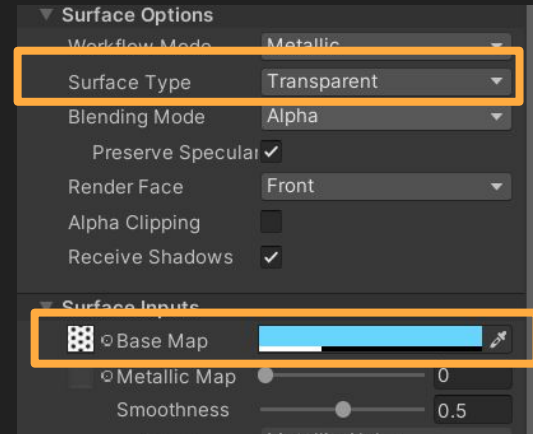 Surface Options
Workflow Mode Metallic
Surface Type Transparent
Blending Mode Alpha
Preserve Specular
Render Face Front
Alpha Clipping
Receive Shadows
Surface Inputs
Base Map
Metallic Map 0
Smoothness 0.5